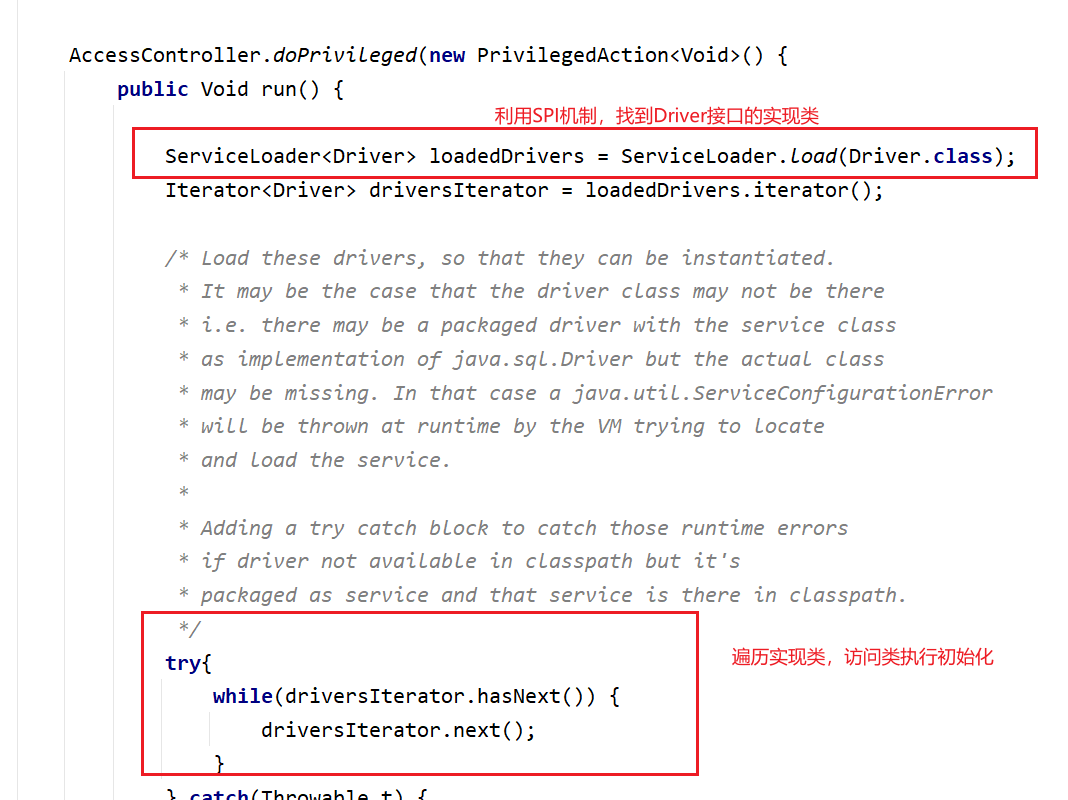 AccessController.doPrivileged(new PrivilegedAction<Void>() {
public Void run() {
利用SPI机制，找到Driver接口的实现类
ServiceLoader<Driver> loadedDrivers = ServiceLoader.load(Driver.class);
Iterator<Driver> driversIterator = loadedDrivers.iterator();
/* Load these drivers, so that they can be instantiated.
* It may be the case that the driver class may not be there
* i.e. there may be a packaged driver with the service class
* as implementation of java.sql.Driver but the actual class
* may be missing. In that case a java.util.ServiceConfigurationError
* will be thrown at runtime by the VM trying to locate
* and load the service.
*
* Adding a try catch block to catch those runtime errors
* if driver not available in classpath but it's
* packaged as service and that service is there in classpath.
*/
try{
遍历实现类，访问类执行初始化
while(driversIterator.hasNext()) {
driversIterator.next();
}
} catch(Throwable t) {